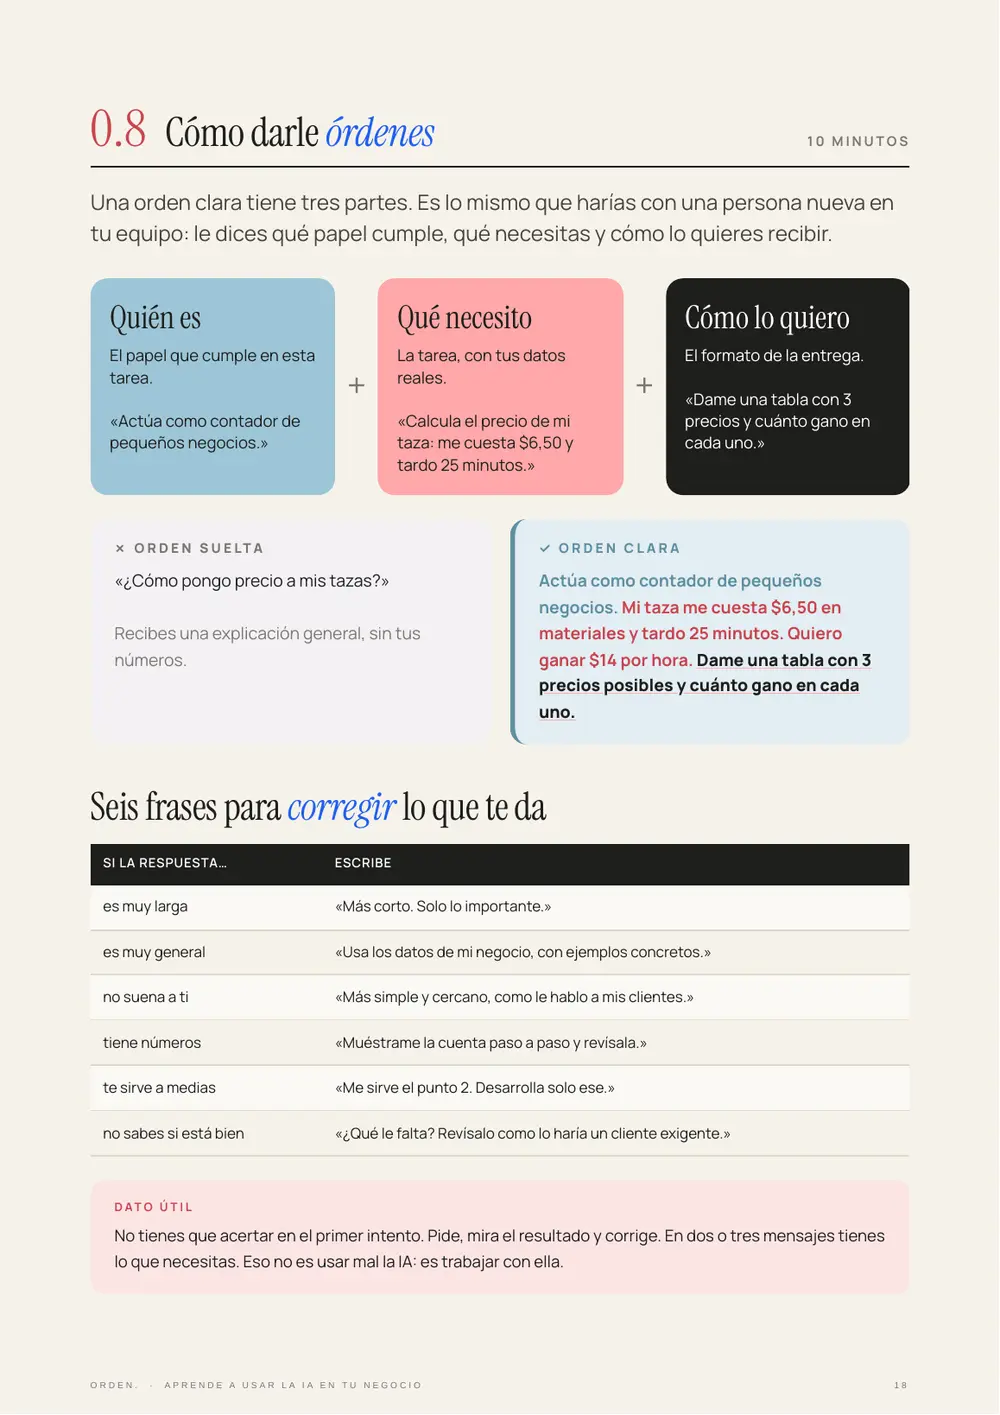 0.8 Cómo darle órdenes
10 MINUTOS
Una orden clara tiene tres partes. Es lo mismo que harías con una persona nueva en
tu equipo: le dices qué papel cumple, qué necesitas y cómo lo quieres recibir.
Quién es
El papel que cumple en esta
tarea.
«Actúa como contador de
pequeños negocios.»
+
Qué necesito
La tarea, con tus datos
reales.
«Calcula el precio de mi
taza: me cuesta $6,50 y
tardo 25 minutos.»
+
Cómo lo quiero
El formato de la entrega.
«Dame una tabla con 3
precios y cuánto gano en
cada uno.»
× ORDEN SUELTA
«¿Cómo pongo precio a mis tazas?»
Recibes una explicación general, sin tus
números.
✓ ORDEN CLARA
Actúa como contador de pequeños
negocios. Mi taza me cuesta $6,50 en
materiales y tardo 25 minutos. Quiero
ganar $14 por hora. Dame una tabla con 3
precios posibles y cuánto gano en cada
uno.
Seis frases para corregir lo que te da
SI LA RESPUESTA… ESCRIBE
es muy larga «Más corto. Solo lo importante.»
es muy general «Usa los datos de mi negocio, con ejemplos concretos.»
no suena a ti «Más simple y cercano, como le hablo a mis clientes.»
tiene números «Muéstrame la cuenta paso a paso y revísala.»
te sirve a medias «Me sirve el punto 2. Desarrolla solo ese.»
no sabes si está bien «¿Qué le falta? Revísalo como lo haría un cliente exigente.»
DATO ÚTIL
No tienes que acertar en el primer intento. Pide, mira el resultado y corrige. En dos o tres mensajes tienes
lo que necesitas. Eso no es usar mal la IA: es trabajar con ella.
ORDEN. · APRENDE A USAR LA IA EN TU NEGOCIO
18